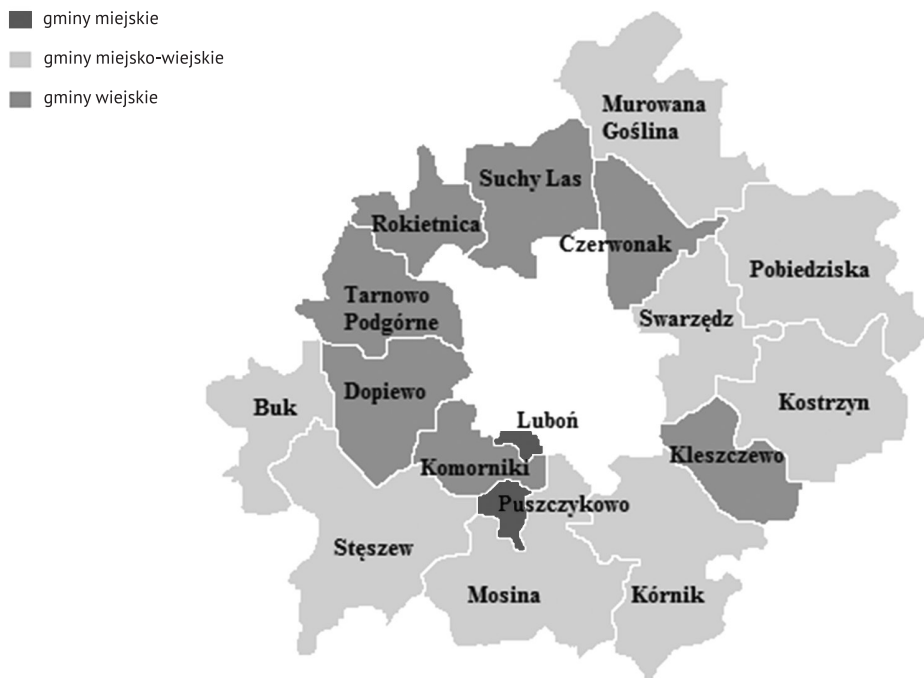 gminy miejskie
gminy miejsko-wiejskie
gminy wiejskie
Murowana
Goślina
Suchy Las
Rokietnica
Czerwonak
Pobiedziska
Tarnowo
Podgórne
Swarzędz
Dopiewo
Buk
Kostrzyn
Luboń
Kleszczewo
Komorniki
Puszczykowo
Stęszew
Mosina
Kórnik